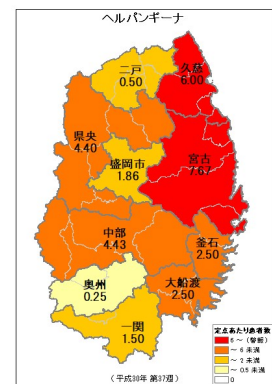 ヘルパンギーナ
二戸
0.50
久慈
6.00
県央
4.40
盛岡市
1.86
宮古
7.67
中部
4.43
釜石
2.50
奥州
0.25
大船渡
2.50
一関
1.50
定点あたり患者数
6 ~ (警報)
~ 6 未満
~ 2 未満
~ 0.5 未満
0
(平成30年 第37週)